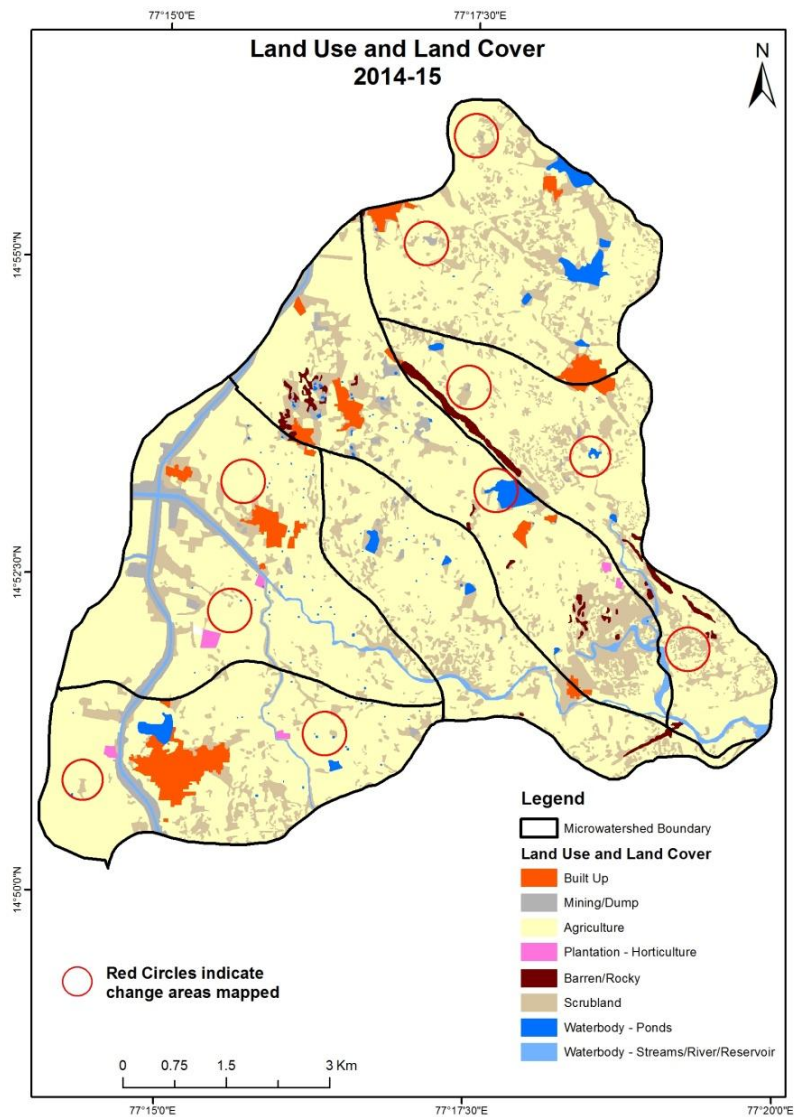 77°15'0"E 77°17'30"E
Land Use and Land Cover
2014-15
N
14°55'0"N
14°52'30"N
14°50'0"N
Legend
Microwatershed Boundary
Land Use and Land Cover
Built Up
Mining/Dump
Agriculture
Plantation - Horticulture
Barren/Rocky
Scrubland
Waterbody - Ponds
Waterbody - Streams/River/Reservoir
Red Circles indicate
change areas mapped
0 0.75 1.5 3 Km
77°15'0"E 77°17'30"E 77°20'0"E